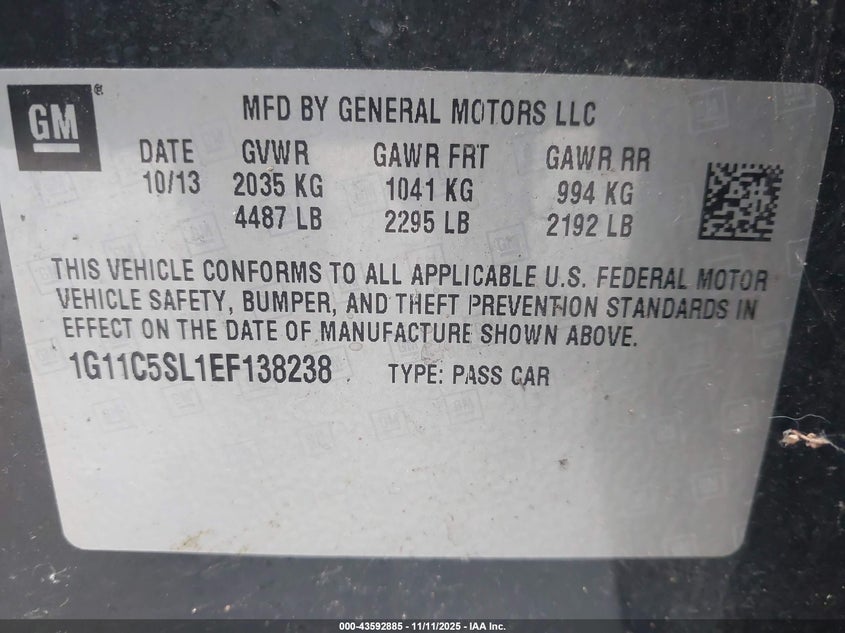 GM ®
MFD BY GENERAL MOTORS LLC
DATE GVWR GAWR FRT GAWR RR
10/13 2035 KG 1041 KG 994 KG
4487 LB 2295 LB 2192 LB
THIS VEHICLE CONFORMS TO ALL APPLICABLE U.S. FEDERAL MOTOR
VEHICLE SAFETY, BUMPER, AND THEFT PREVENTION STANDARDS IN
EFFECT ON THE DATE OF MANUFACTURE SHOWN ABOVE.
1G11C5SL1EF138238 TYPE: PASS CAR
000-43592885 - 11/11/2025 - IAA Inc.